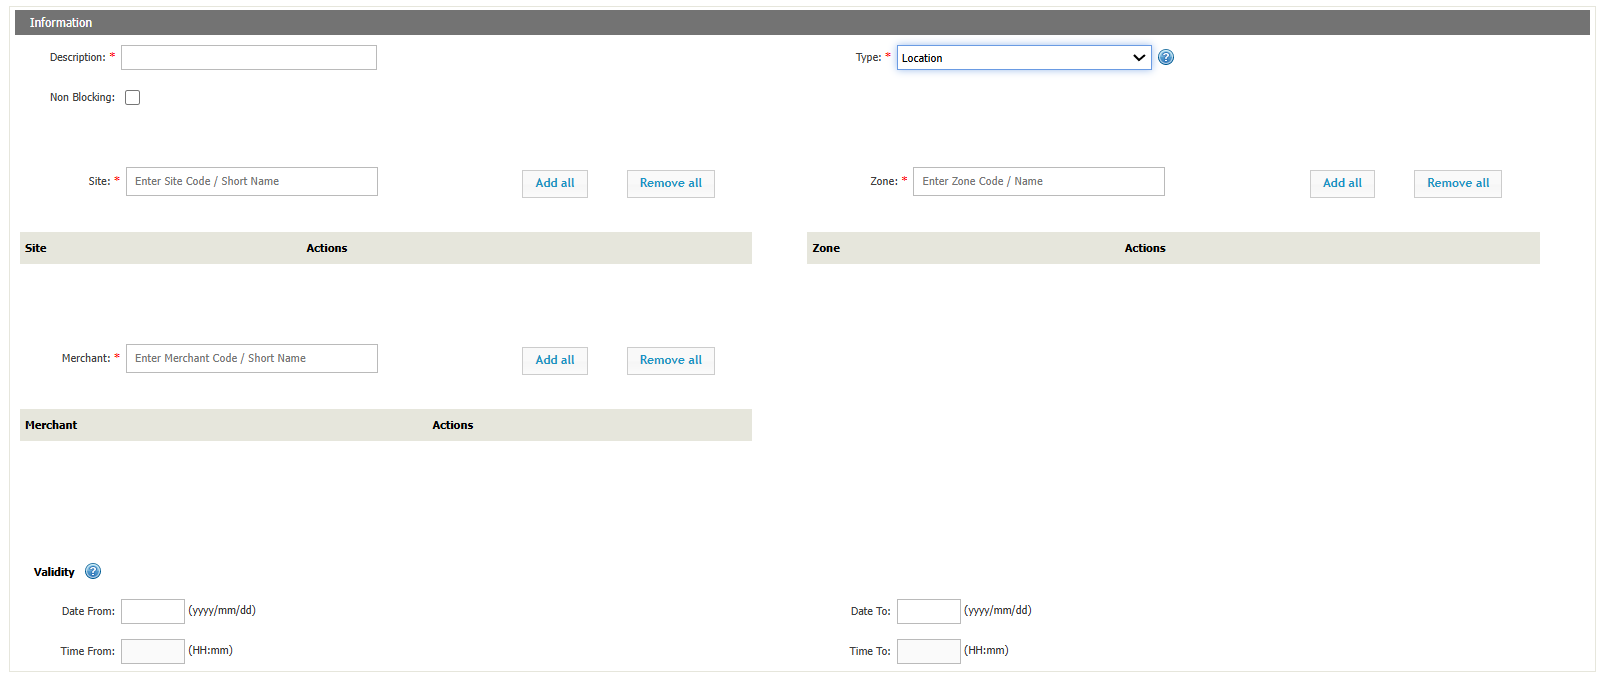 Information
Description: *
Type: * Location ?
Non Blocking:
Site: * Enter Site Code / Short Name Add all Remove all
Zone: * Enter Zone Code / Name Add all Remove all
Site Actions
Zone Actions
Merchant: * Enter Merchant Code / Short Name Add all Remove all
Merchant Actions
Validity ?
Date From: (yyyy/mm/dd)
Date To: (yyyy/mm/dd)
Time From: (HH:mm)
Time To: (HH:mm)